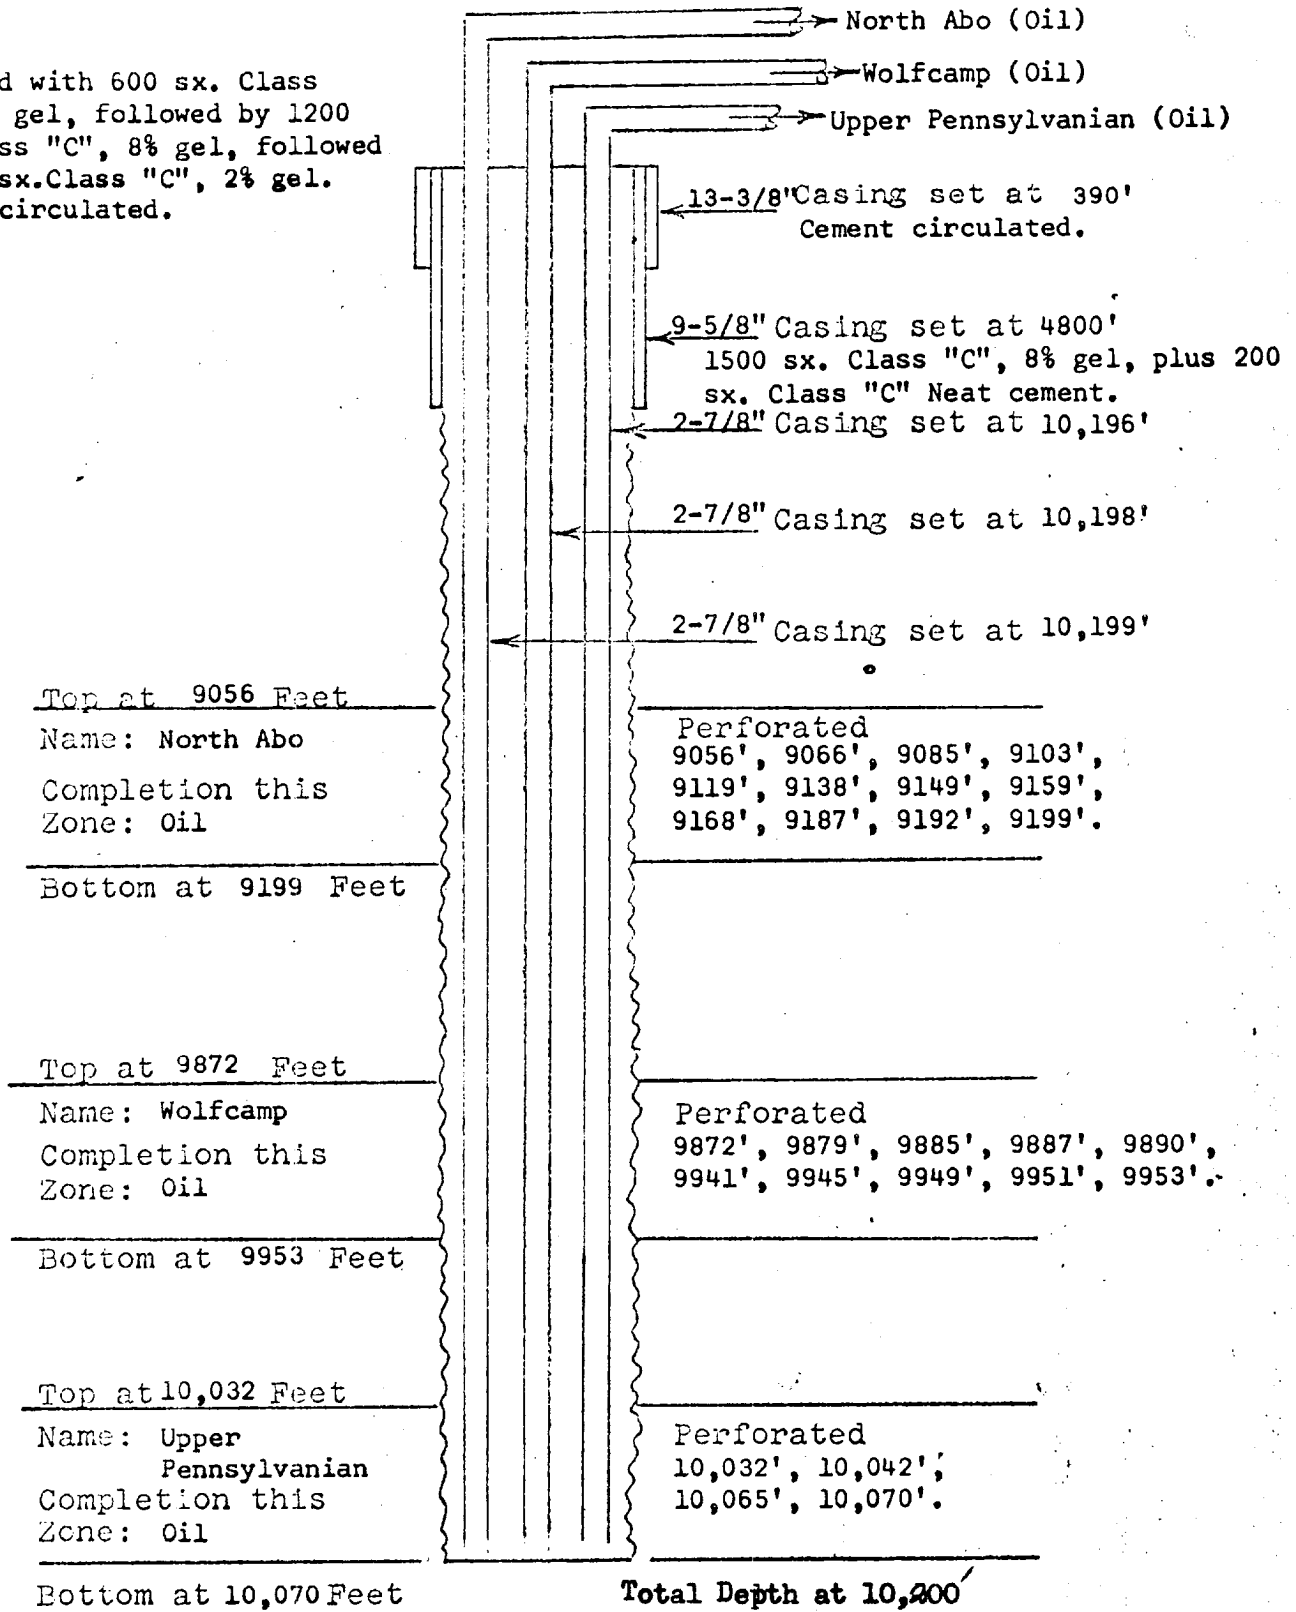 North Abo (Oil)
Wolfcamp (Oil)
Upper Pennsylvanian (Oil)
d with 600 sx. Class
gel, followed by 1200
ss "C", 8% gel, followed
sx.Class "C", 2% gel.
circulated.
13-3/8" Casing set at 390'
Cement circulated.
9-5/8" Casing set at 4800'
1500 sx. Class "C", 8% gel, plus 200
sx. Class "C" Neat cement.
2-7/8" Casing set at 10,196'
2-7/8" Casing set at 10,198'
2-7/8" Casing set at 10,199'
Top at 9056 Feet
Name: North Abo
Completion this
Zone: Oil
Bottom at 9199 Feet
Perforated
9056', 9066', 9085', 9103',
9119', 9138', 9149', 9159',
9168', 9187', 9192', 9199'.
Top at 9872 Feet
Name: Wolfcamp
Completion this
Zone: Oil
Bottom at 9953 Feet
Perforated
9872', 9879', 9885', 9887', 9890',
9941', 9945', 9949', 9951', 9953'.
Top at 10,032 Feet
Name: Upper
Pennsylvanian
Completion this
Zone: Oil
Bottom at 10,070 Feet
Perforated
10,032', 10,042',
10,065', 10,070'.
Total Depth at 10,200'